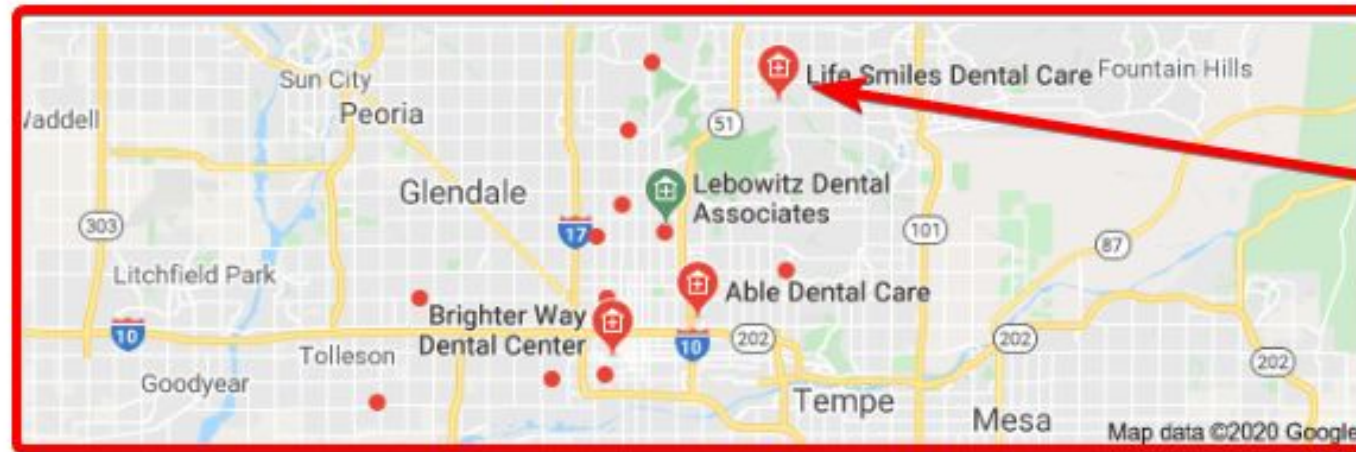 Sun City
Life Smiles Dental Care
Fountain Hills
Peoria
51
Lebowitz Dental
Associates
Glendale
303
17
101
87
Litchfield Park
Able Dental Care
Brighter Way
Dental Center
10
10
202
202
Tolleson
202
Goodyear
Tempe
Mesa
Map data ©2020 Google